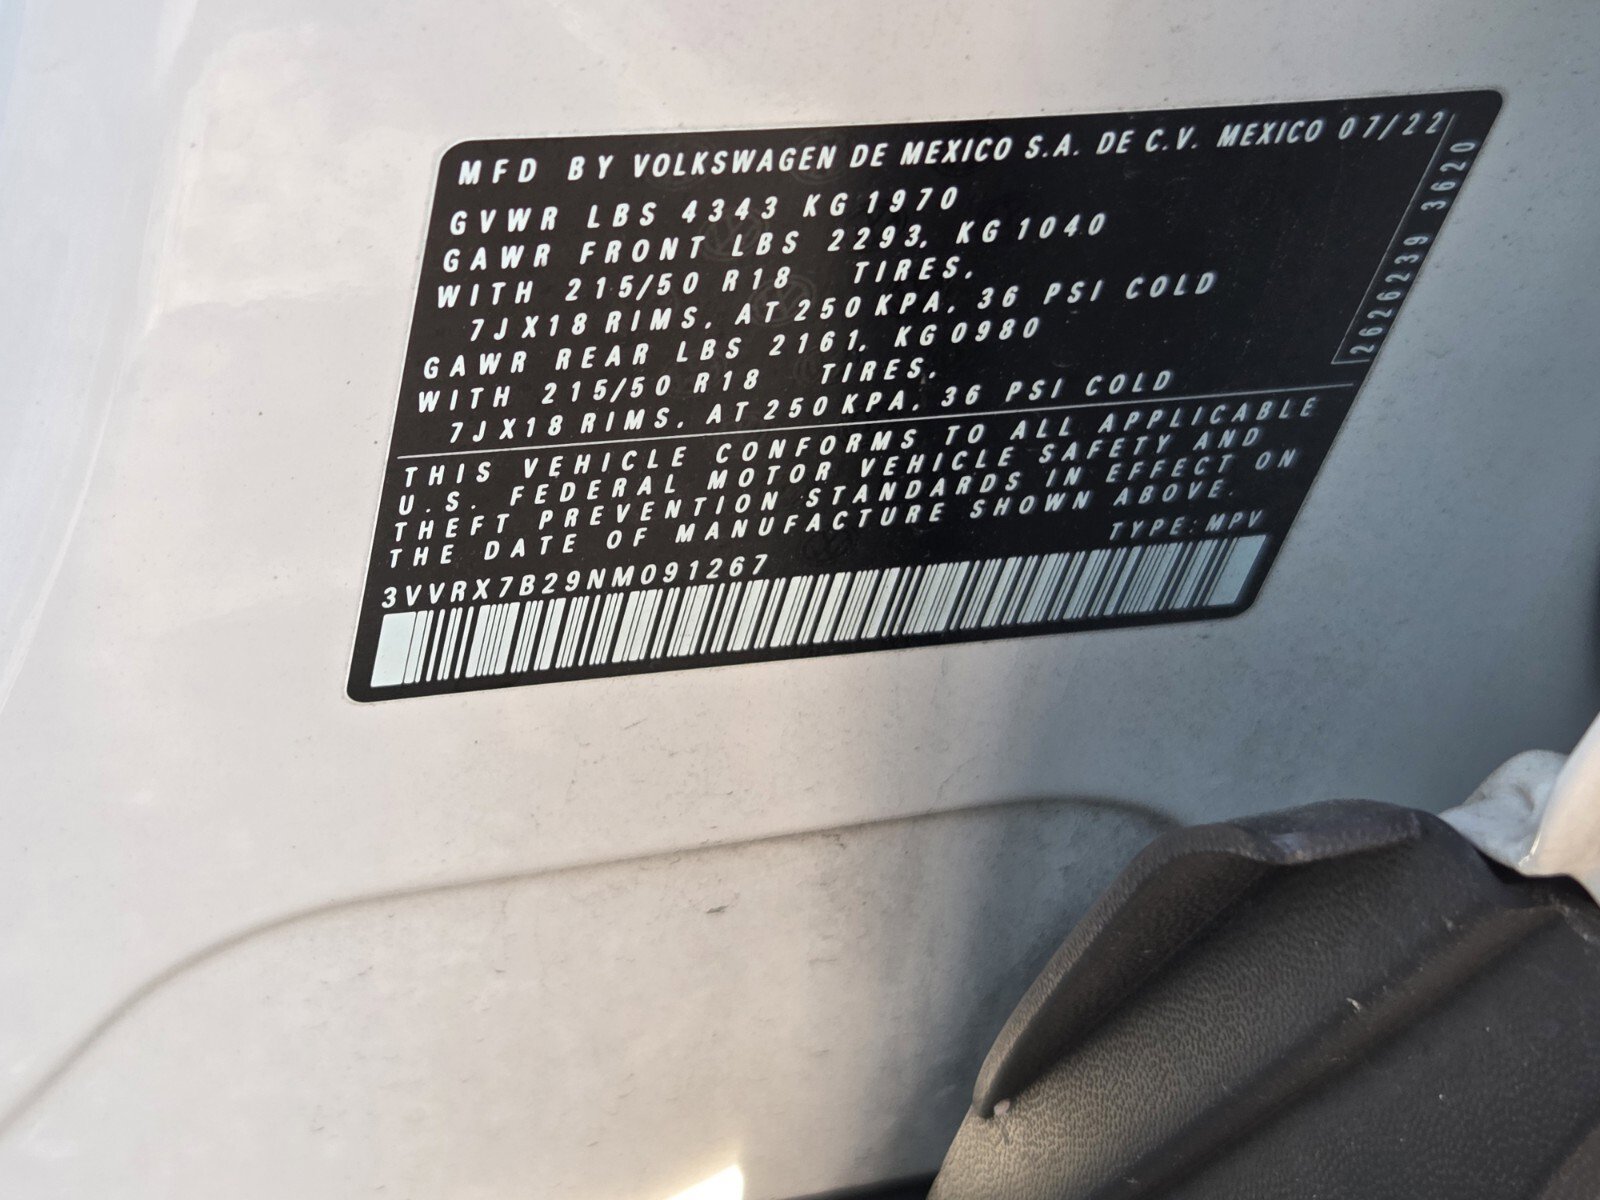 MFD BY VOLKSWAGEN DE MEXICO S.A. DE C.V. MEXICO 07/22
GVWR LBS 4343 KG 1970
GAWR FRONT LBS 2293, KG 1040
WITH 215/50 R18 TIRES,
7JX18 RIMS, AT 250 KPA, 36 PSI COLD
GAWR REAR LBS 2161, KG 0980
WITH 215/50 R18 TIRES,
7JX18 RIMS, AT 250 KPA, 36 PSI COLD
2626239 3620
THIS VEHICLE CONFORMS TO ALL APPLICABLE
U.S. FEDERAL MOTOR VEHICLE SAFETY AND
THEFT PREVENTION STANDARDS IN EFFECT ON
THE DATE OF MANUFACTURE SHOWN ABOVE.
TYPE: MPV
3VVRX7B29NM091267